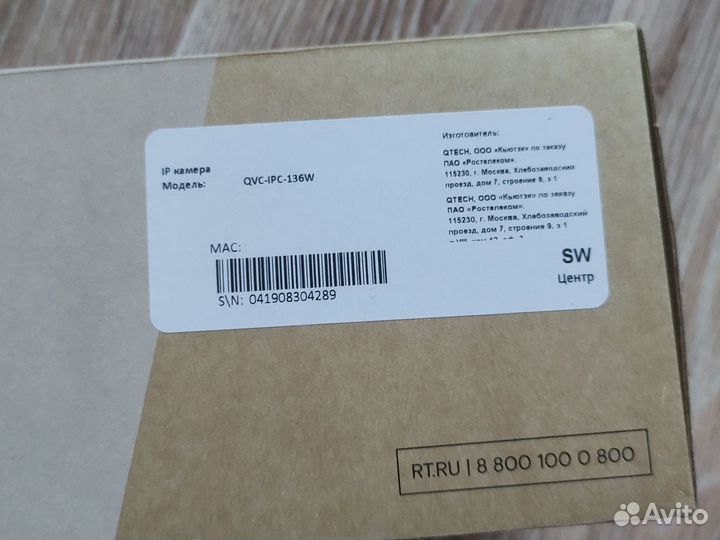 IP камера
Модель: QVC-IPC-136W
Изготовитель:
QTECH, ООО «Кьютэк» по заказу
ПАО «Ростелеком».
115230, г. Москва, Хлебозаводский
проезд, дом 7, строение 9, э 1
QTECH, ООО «Кьютэк» по заказу
ПАО «Ростелеком».
115230, г. Москва, Хлебозаводский
проезд, дом 7, строение 9, э 1
MAC:
S\N: 041908304289
SW
Центр
RT.RU | 8 800 100 0 800
Avito